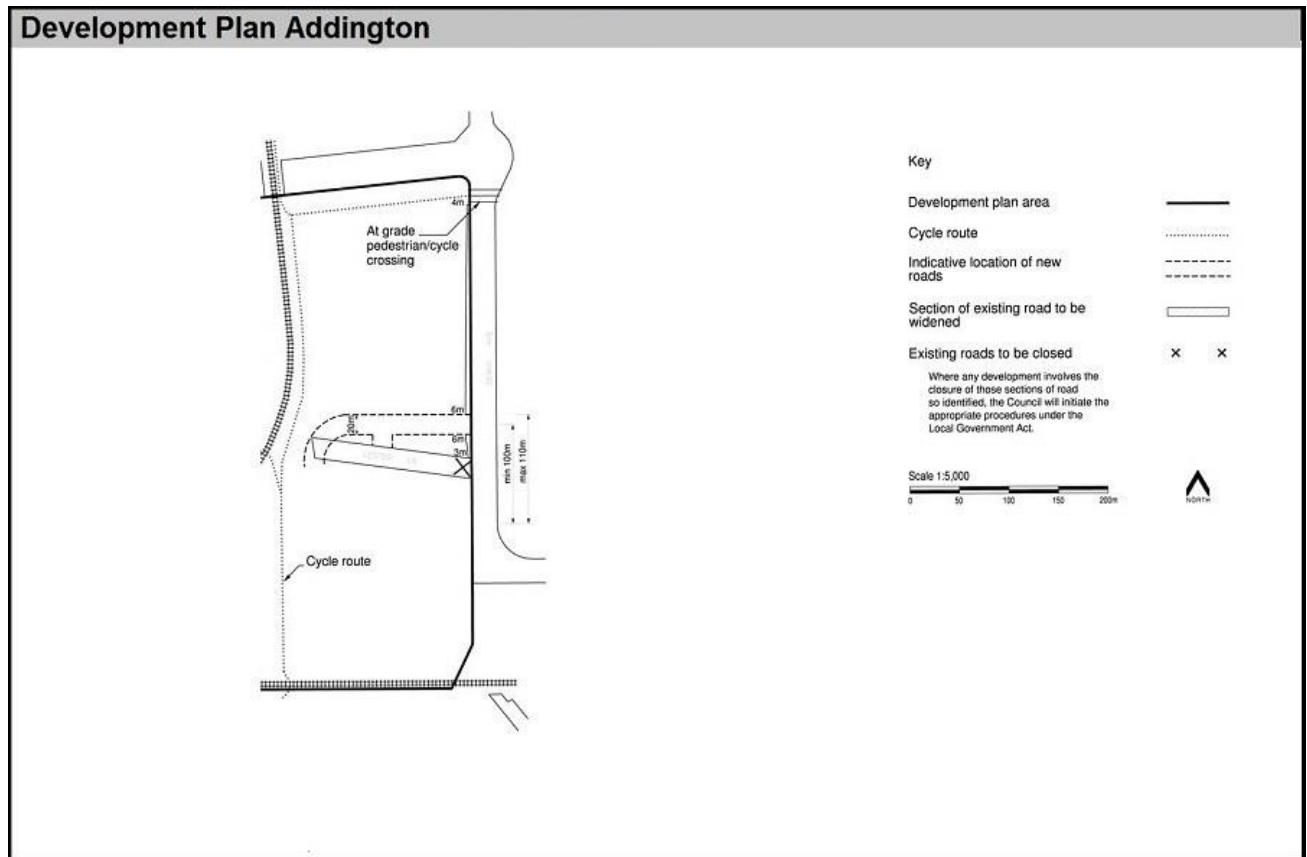 Development Plan Addington
4m
At grade
pedestrian/cycle
crossing
6m
20m
6m
3m
min 100m
max 110m
Cycle route
Key
Development plan area
Cycle route
Indicative location of new
roads
Section of existing road to be
widened
Existing roads to be closed
Where any development involves the
closure of those sections of road
so identified, the Council will initiate the
appropriate procedures under the
Local Government Act.
Scale 1:5,000
0 50 100 150 200m
NORTH